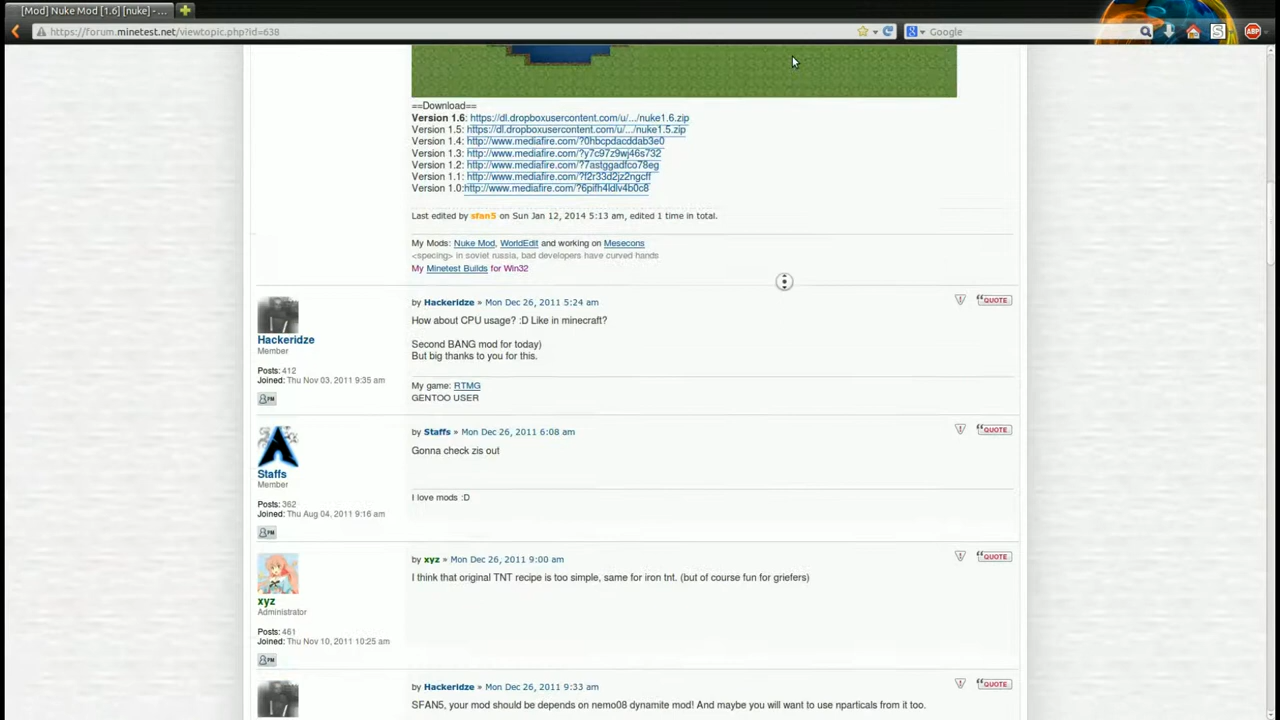 [Mod] Nuke Mod [1.6] [nuke] - ...
https://forum.minetest.net/viewtopic.php?id=638
Google
S
ABP
==Download==
Version 1.6: https://dl.dropboxusercontent.com/u/.../nuke1.6.zip
Version 1.5: https://dl.dropboxusercontent.com/u/.../nuke1.5.zip
Version 1.4: http://www.mediafire.com/?0hbcpdacddab3e0
Version 1.3: http://www.mediafire.com/?y7c97z9wj46s732
Version 1.2: http://www.mediafire.com/?7astggadfco78eg
Version 1.1: http://www.mediafire.com/?f2r33d2jz2ngcff
Version 1.0:http://www.mediafire.com/?6pifh4ldlv4b0c8
Last edited by sfan5 on Sun Jan 12, 2014 5:13 am, edited 1 time in total.
My Mods: Nuke Mod, WorldEdit and working on Mesecons
<specing> in soviet russia, bad developers have curved hands
My Minetest Builds for Win32
by Hackeridze » Mon Dec 26, 2011 5:24 am
QUOTE
How about CPU usage? :D Like in minecraft?
Second BANG mod for today)
But big thanks to you for this.
My game: RTMG
GENTOO USER
Hackeridze
Member
Posts: 412
Joined: Thu Nov 03, 2011 9:35 am
PM
by Staffs » Mon Dec 26, 2011 6:08 am
QUOTE
Gonna check zis out
I love mods :D
Staffs
Member
Posts: 362
Joined: Thu Aug 04, 2011 9:16 am
PM
by xyz » Mon Dec 26, 2011 9:00 am
QUOTE
I think that original TNT recipe is too simple, same for iron tnt. (but of course fun for griefers)
xyz
Administrator
Posts: 461
Joined: Thu Nov 10, 2011 10:25 am
PM
by Hackeridze » Mon Dec 26, 2011 9:33 am
QUOTE
SFAN5, your mod should be depends on nemo08 dynamite mod! And maybe you will want to use nparticals from it too.